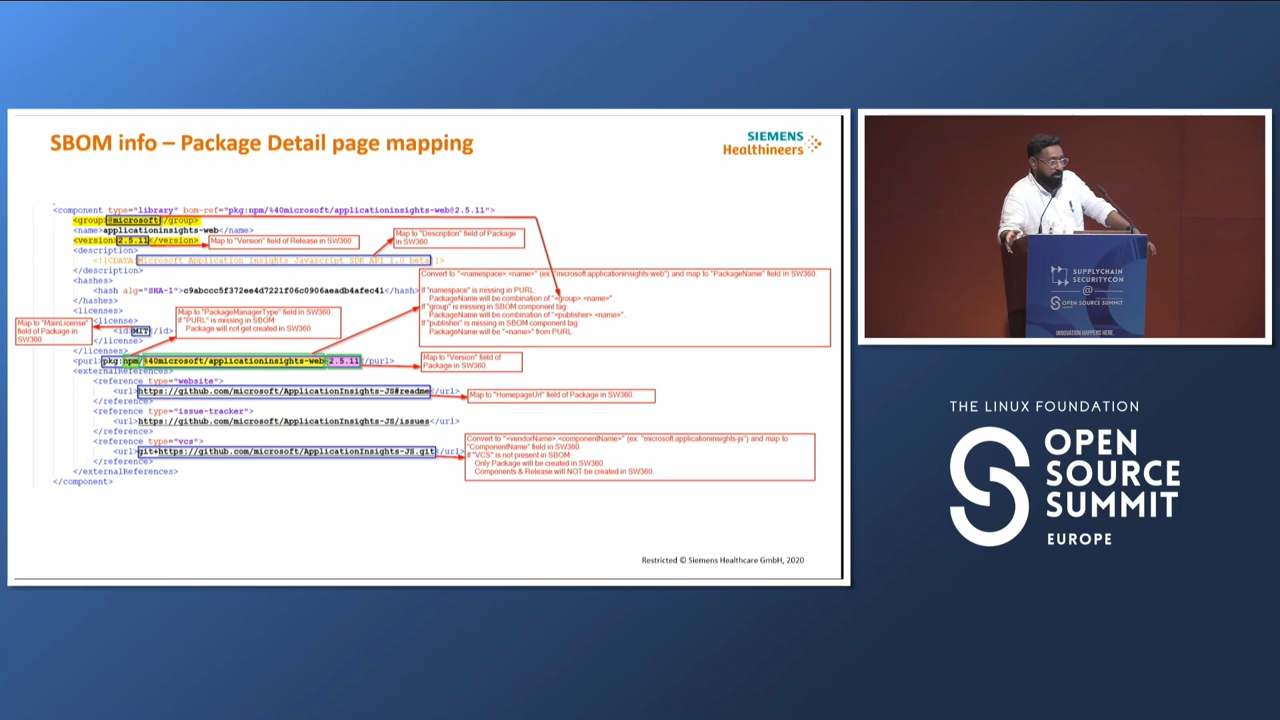 SBOM info – Package Detail page mapping
SIEMENS
Healthineers
<component type="library" bom-ref="pkg:npm/%40microsoft/applicationinsights-web@2.5.11">
<group>@microsoft</group>
<name>applicationinsights-web</name>
<version>2.5.11</version>
Map to "Version" field of Release in SW360.
Map to "Description" field of Package
in SW360.
<description>
<![CDATA[Microsoft Application Insights Javascript SDK API 1.0 beta]]>
</description>
<hashes>
<hash alg="SHA-1">c9abccc5f372ee4d7221f06c0906aeadb4afec41</hash>
</hashes>
Convert to "<namespace>.<name>" (ex:"microsoft.applicationinsights-web") and map to "PackageName" field in SW360.
If "namespace" is missing in PURL:
PackageName will be combination of "<group>.<name>"
If "group" is missing in SBOM component tag:
PackageName will be combination of "<publisher>.<name>".
If "publisher" is missing in SBOM component tag
PackageName will be "<name>" from PURL
<licenses>
<license>
<id>MIT</id>
</license>
</licenses>
Map to "MainLicense"
field of Package in
SW360.
Map to "PackageManagerType" field in SW360.
If "PURL" is missing in SBOM
Package will not get created in SW360.
<purl>pkg:npm/%40microsoft/applicationinsights-web@2.5.11</purl>
Map to "Version" field of
Package in SW360.
<externalReferences>
<reference type="website">
<url>https://github.com/microsoft/ApplicationInsights-JS#readme</url>
Map to "HomepageUrl" field of Package in SW360.
</reference>
<reference type="issue-tracker">
<url>https://github.com/microsoft/ApplicationInsights-JS/issues</url>
</reference>
<reference type="vcs">
<url>git+https://github.com/microsoft/ApplicationInsights-JS.git</url>
Convert to "<vendorName>.<componentName>" (ex: "microsoft.applicationinsights-js") and map to
"ComponentName" field in SW360.
If "VCS" is not present in SBOM:
Only Package will be created in SW360.
Components & Release will NOT be created in SW360.
</reference>
</externalReferences>
</component>
Restricted © Siemens Healthcare GmbH, 2020
SUPPLYCHAIN
SECURITYCON
@
OPEN SOURCE SUMMIT
INNOVATION HAPPENS HERE.
THE LINUX FOUNDATION
OPEN
SOURCE
SUMMIT
EUROPE